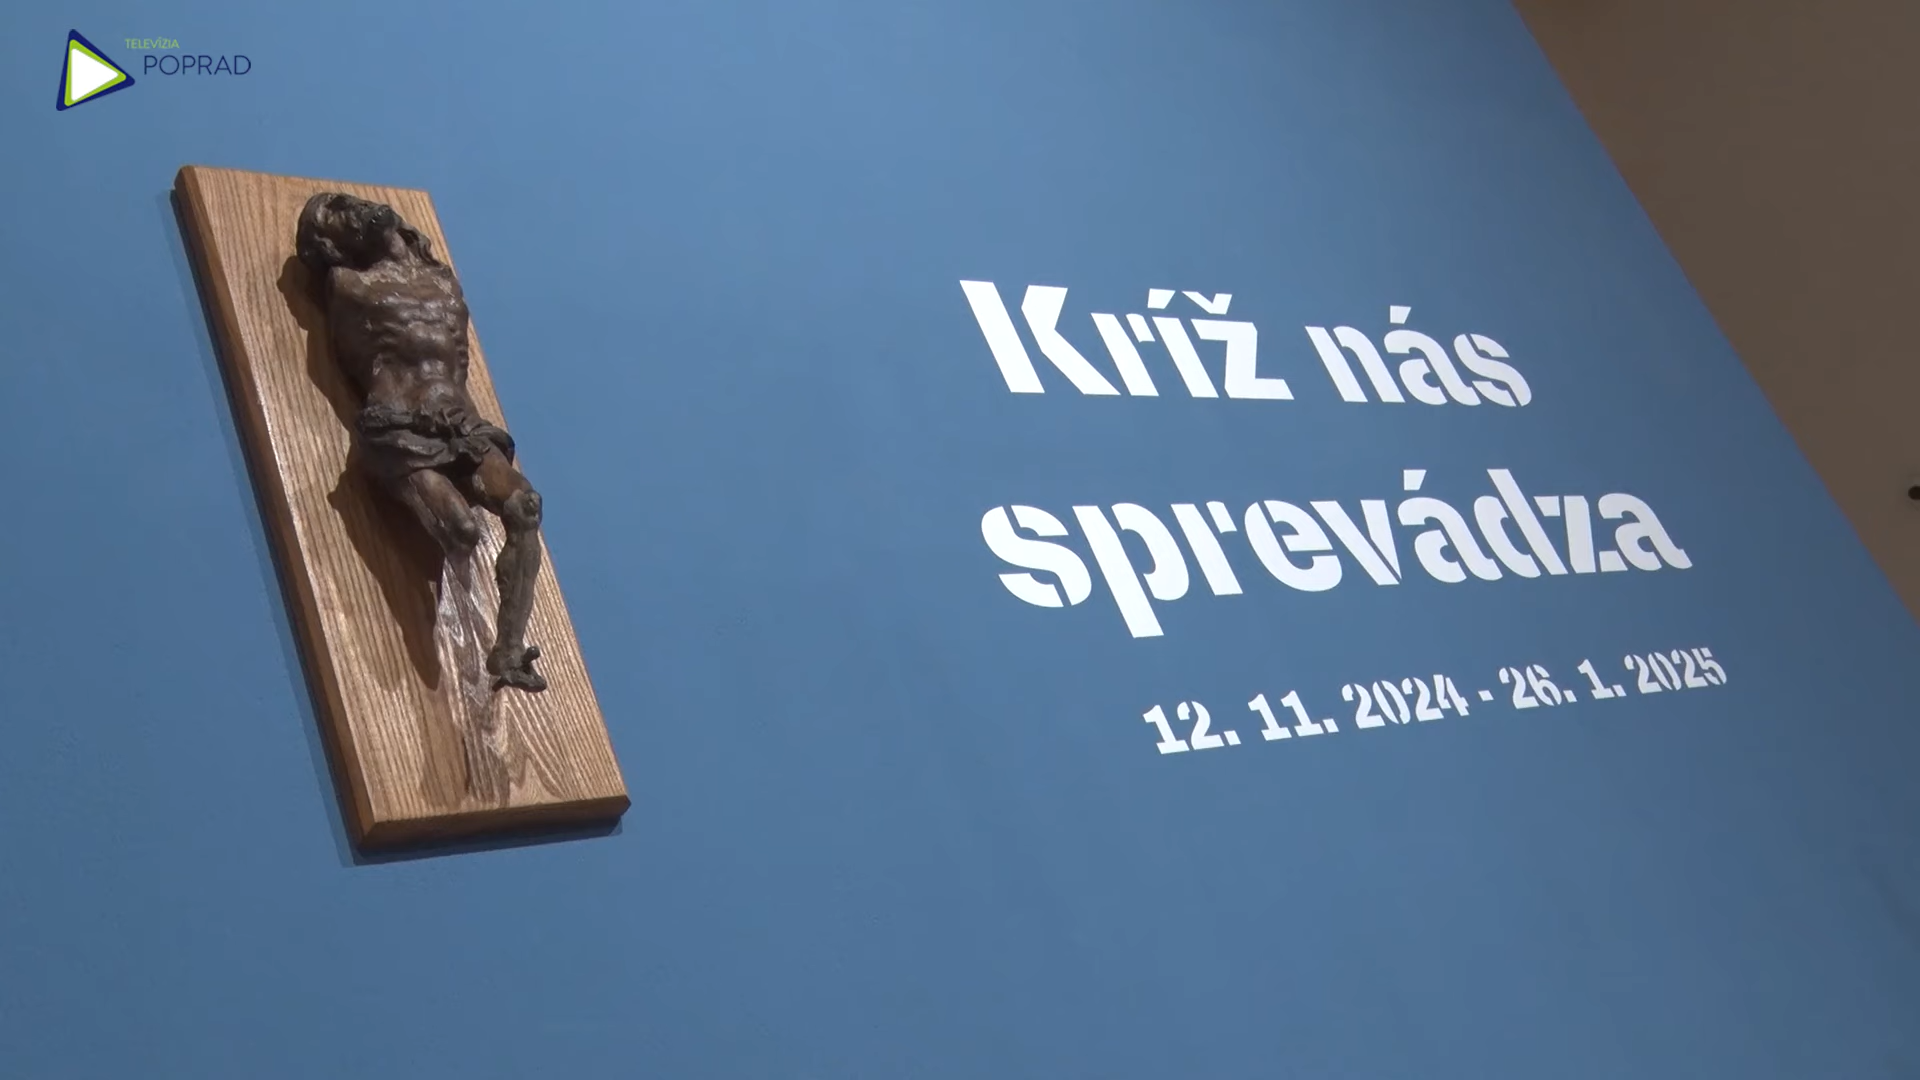 TELEVÍZIA
POPRAD
Kríž nás
sprevádza
12. 11. 2024 - 26. 1. 2025